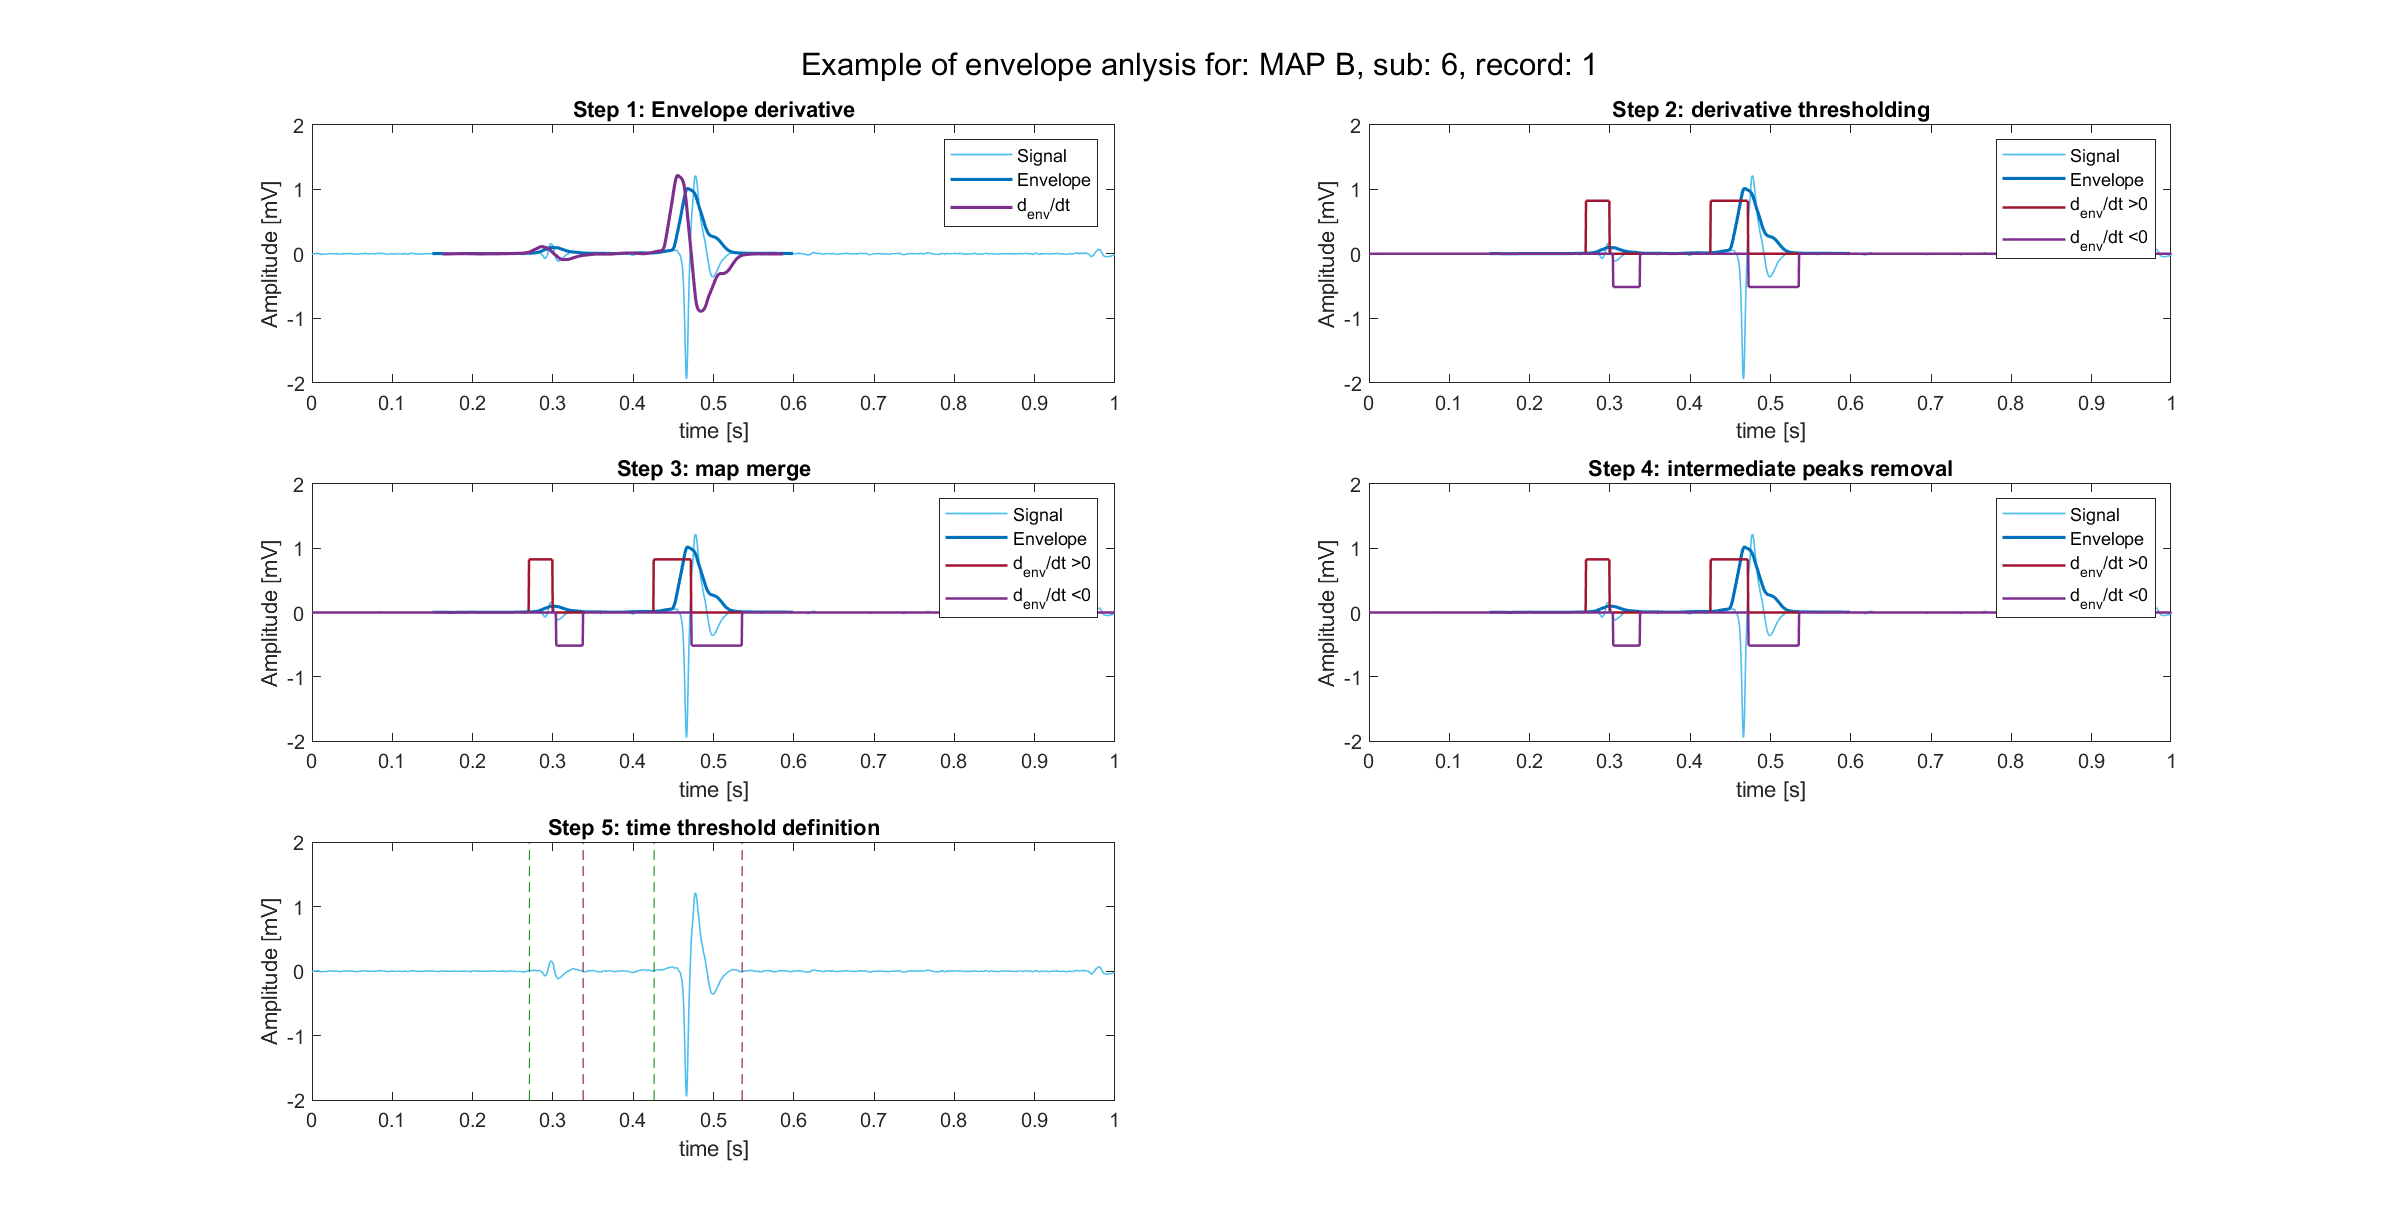 Example of envelope anlysis for: MAP B, sub: 6, record: 1
Step 1: Envelope derivative
2
1
0
-1
-2
Amplitude [mV]
Signal
Envelope
d_env/dt
0 0.1 0.2 0.3 0.4 0.5 0.6 0.7 0.8 0.9 1
time [s]
Step 2: derivative thresholding
2
1
0
-1
-2
Amplitude [mV]
Signal
Envelope
d_env/dt >0
d_env/dt <0
0 0.1 0.2 0.3 0.4 0.5 0.6 0.7 0.8 0.9 1
time [s]
Step 3: map merge
2
1
0
-1
-2
Amplitude [mV]
Signal
Envelope
d_env/dt >0
d_env/dt <0
0 0.1 0.2 0.3 0.4 0.5 0.6 0.7 0.8 0.9 1
time [s]
Step 4: intermediate peaks removal
2
1
0
-1
-2
Amplitude [mV]
Signal
Envelope
d_env/dt >0
d_env/dt <0
0 0.1 0.2 0.3 0.4 0.5 0.6 0.7 0.8 0.9 1
time [s]
Step 5: time threshold definition
2
1
0
-1
-2
Amplitude [mV]
0 0.1 0.2 0.3 0.4 0.5 0.6 0.7 0.8 0.9 1
time [s]